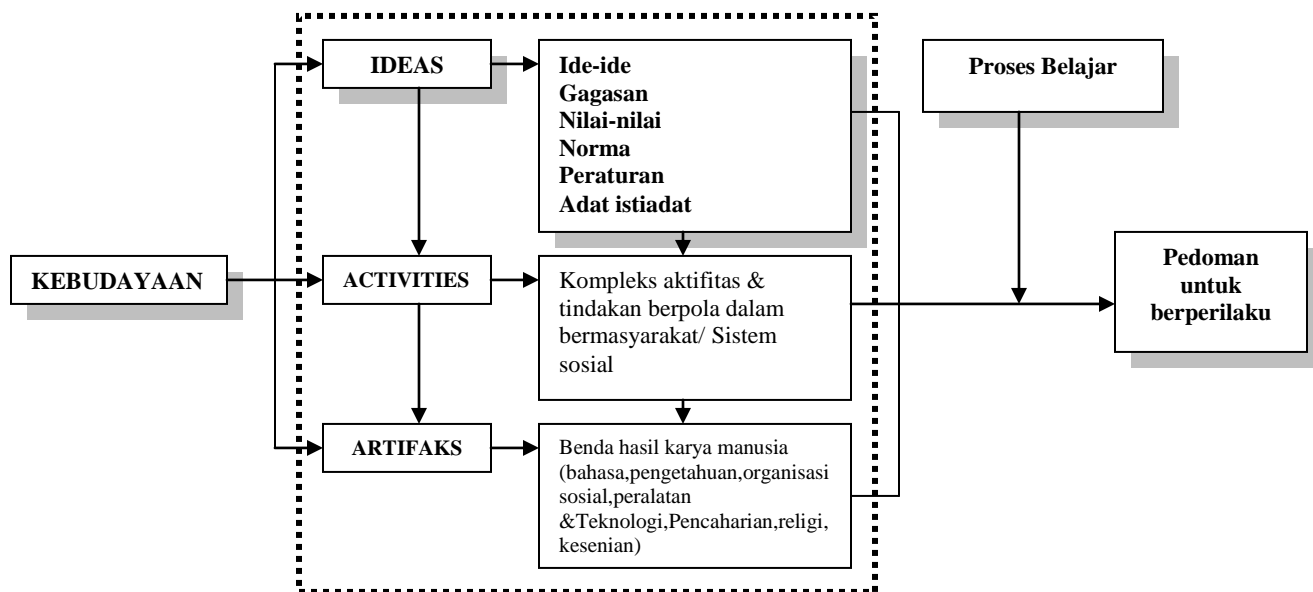 IDEAS
Ide-ide
Gagasan
Nilai-nilai
Norma
Peraturan
Adat istiadat
Proses Belajar
KEBUDAYAAN
ACTIVITIES
Kompleks aktifitas &
tindakan berpola dalam
bermasyarakat/ Sistem
sosial
Pedoman
untuk
berperilaku
ARTIFAKS
Benda hasil karya manusia
(bahasa,pengetahuan,organisasi
sosial,peralatan
&Teknologi,Pencaharian,religi,
kesenian)